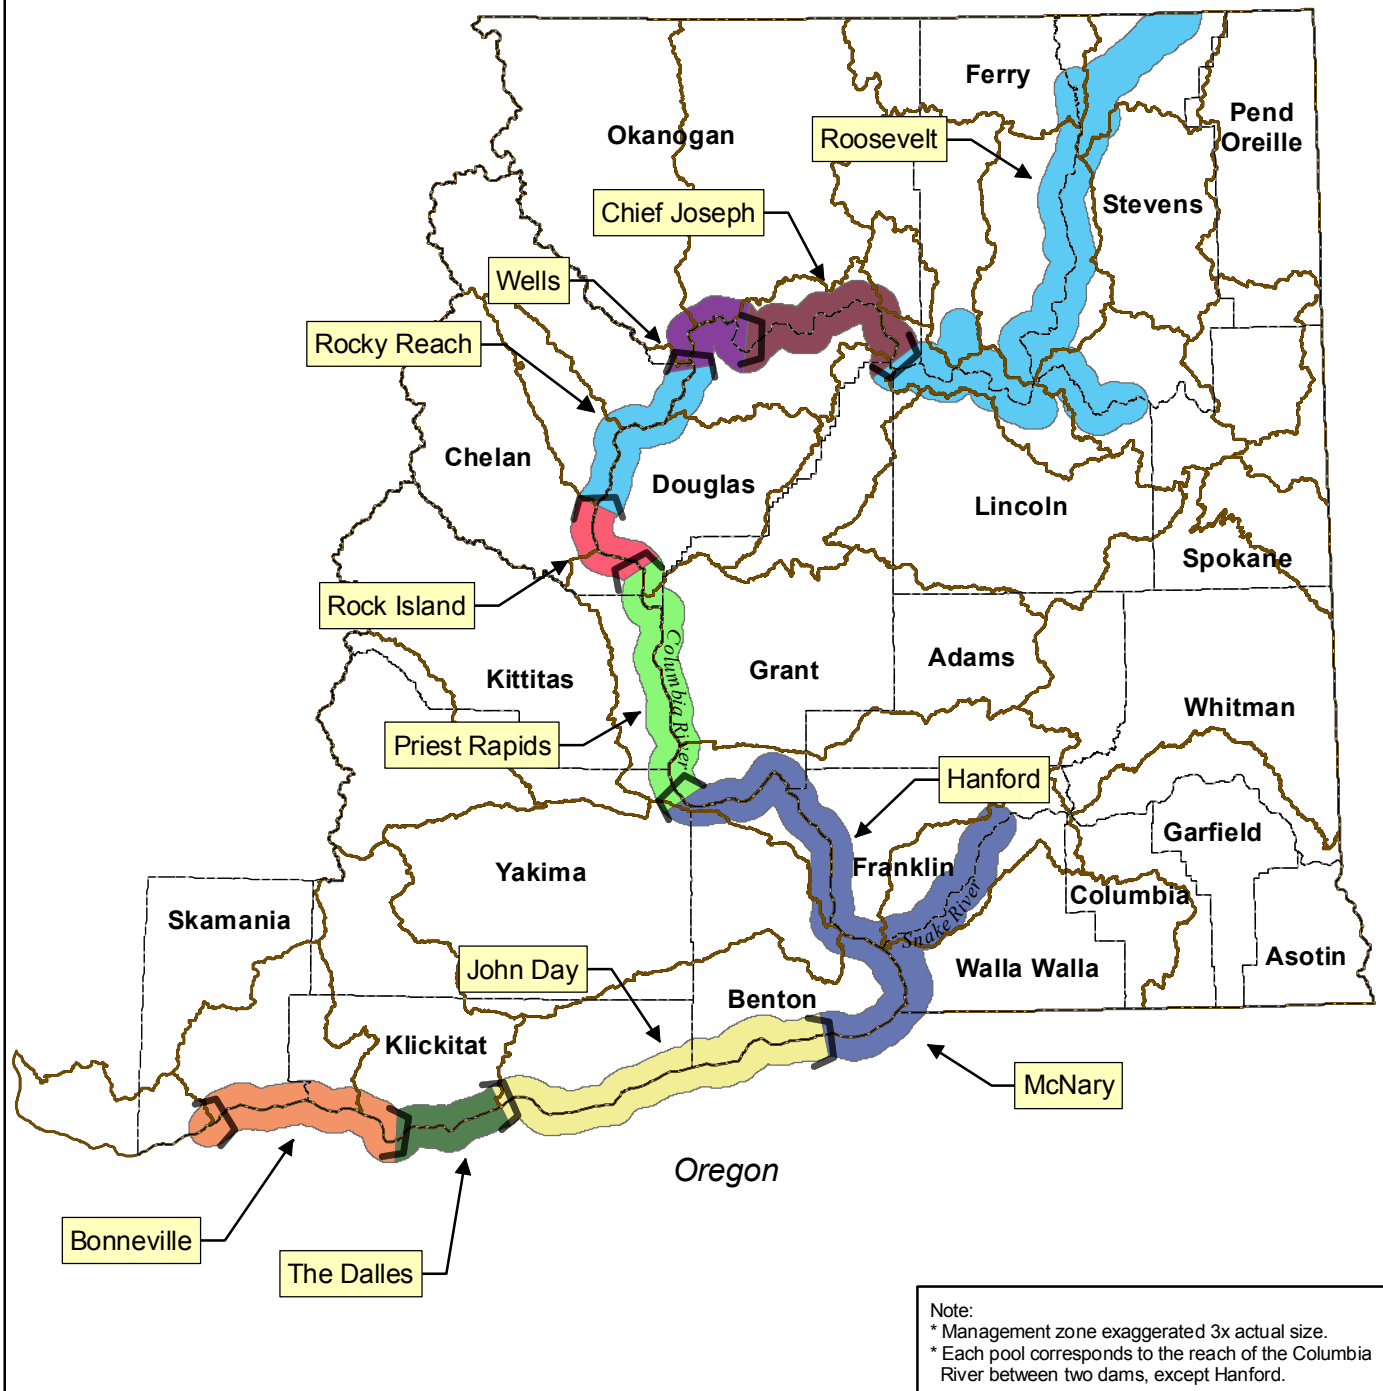 Ferry
Pend
Oreille
Okanogan
Roosevelt
Stevens
Chief Joseph
Wells
Rocky Reach
Chelan
Douglas
Lincoln
Spokane
Rock Island
Columbia River
Kittitas
Grant
Adams
Whitman
Priest Rapids
Hanford
Garfield
Franklin
Yakima
Columbia
Skamania
Snake River
John Day
Walla Walla
Asotin
Benton
Klickitat
McNary
Oregon
Bonneville
The Dalles
Note:
* Management zone exaggerated 3x actual size.
* Each pool corresponds to the reach of the Columbia
River between two dams, except Hanford.